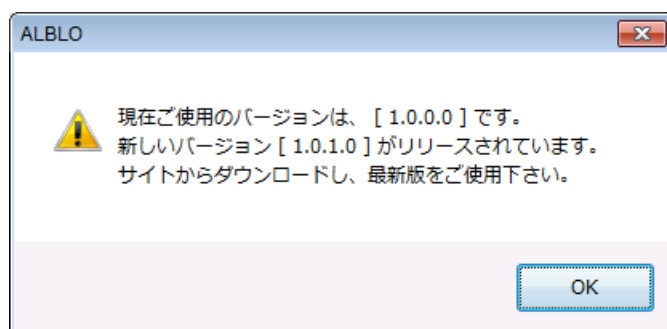 ALBLO
現在ご使用のバージョンは、 [ 1.0.0.0 ] です。
新しいバージョン [ 1.0.1.0 ] がリリースされています。
サイトからダウンロードし、最新版をご使用下さい。
OK